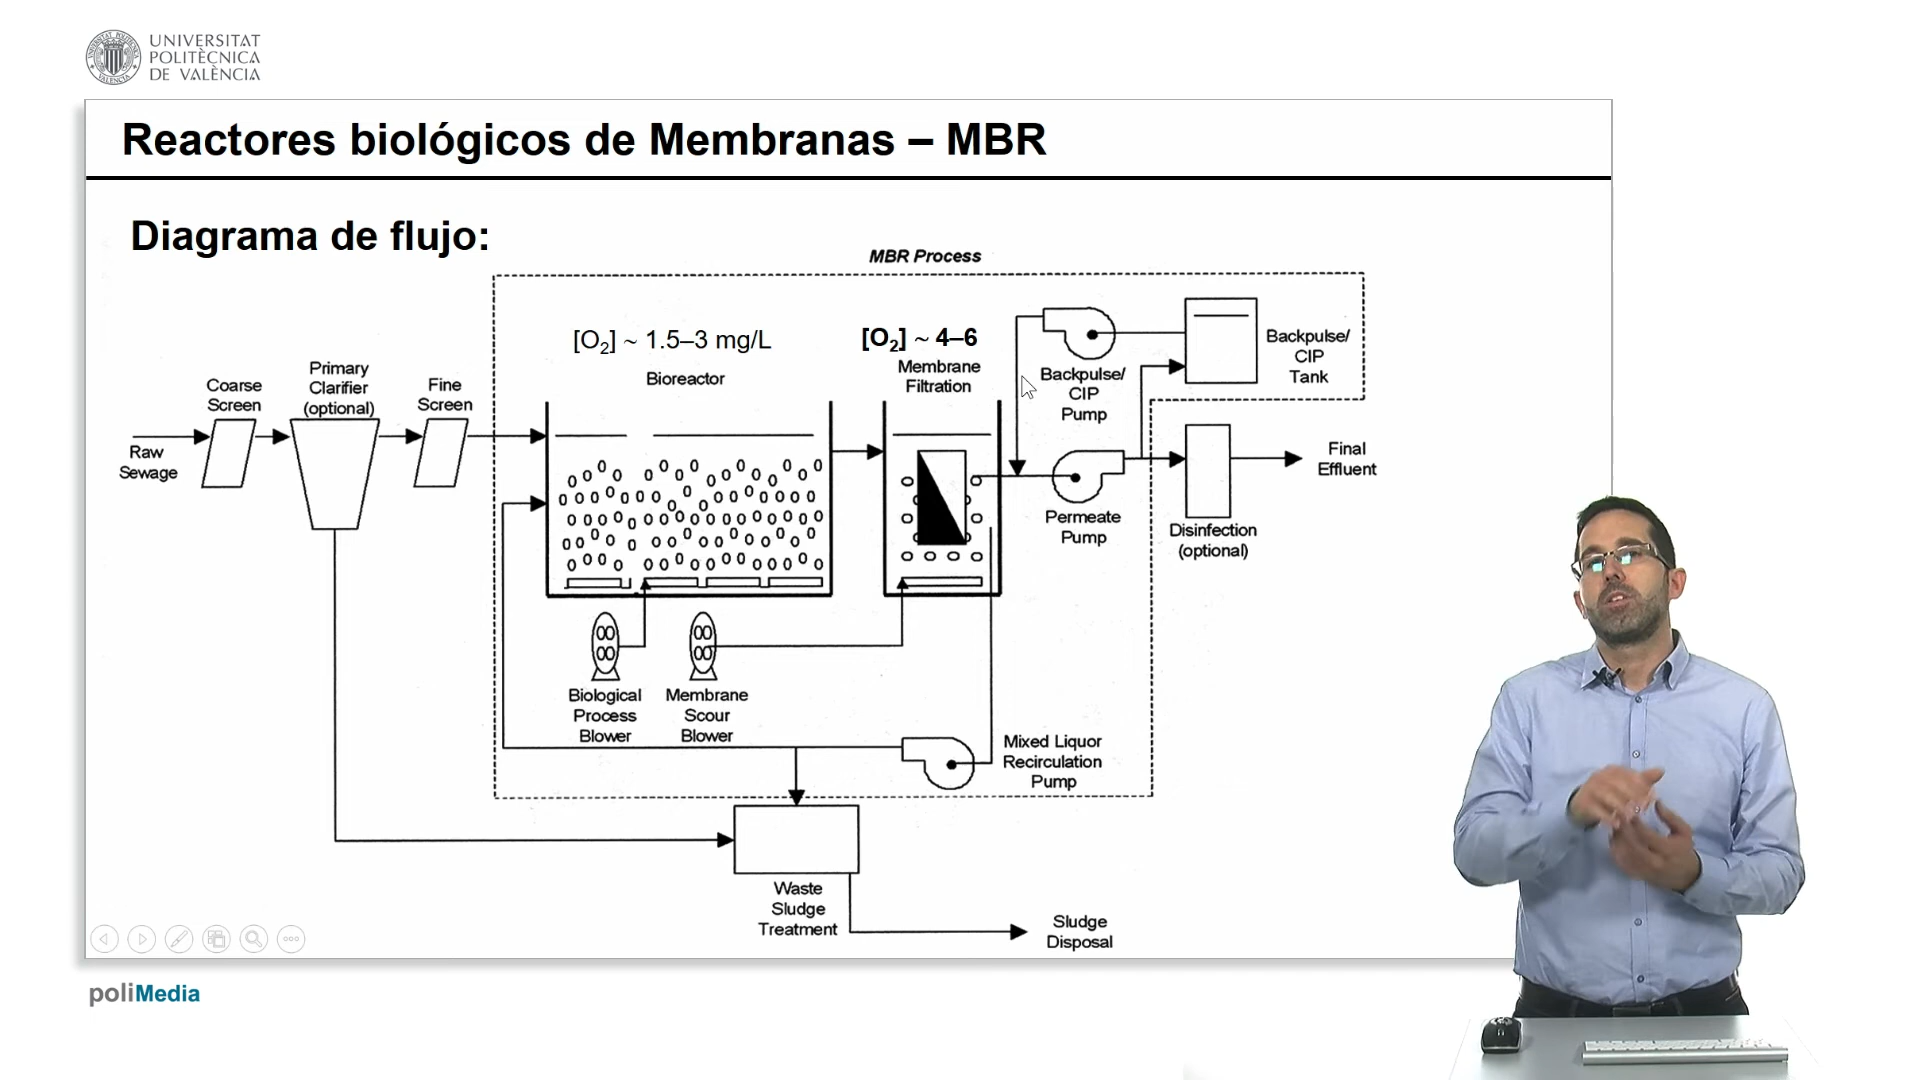 UNIVERSITAT
POLITÈCNICA
DE VALÈNCIA
Reactores biológicos de Membranas – MBR
Diagrama de flujo:
MBR Process
[O₂] ~ 1.5–3 mg/L
Bioreactor
[O₂] ~ 4–6
Membrane
Filtration
Backpulse/
CIP
Pump
Backpulse/
CIP
Tank
Coarse
Screen
Primary
Clarifier
(optional)
Fine
Screen
Raw
Sewage
Permeate
Pump
Disinfection
(optional)
Final
Effluent
Biological
Process
Blower
Membrane
Scour
Blower
Mixed Liquor
Recirculation
Pump
Waste
Sludge
Treatment
Sludge
Disposal
poliMedia